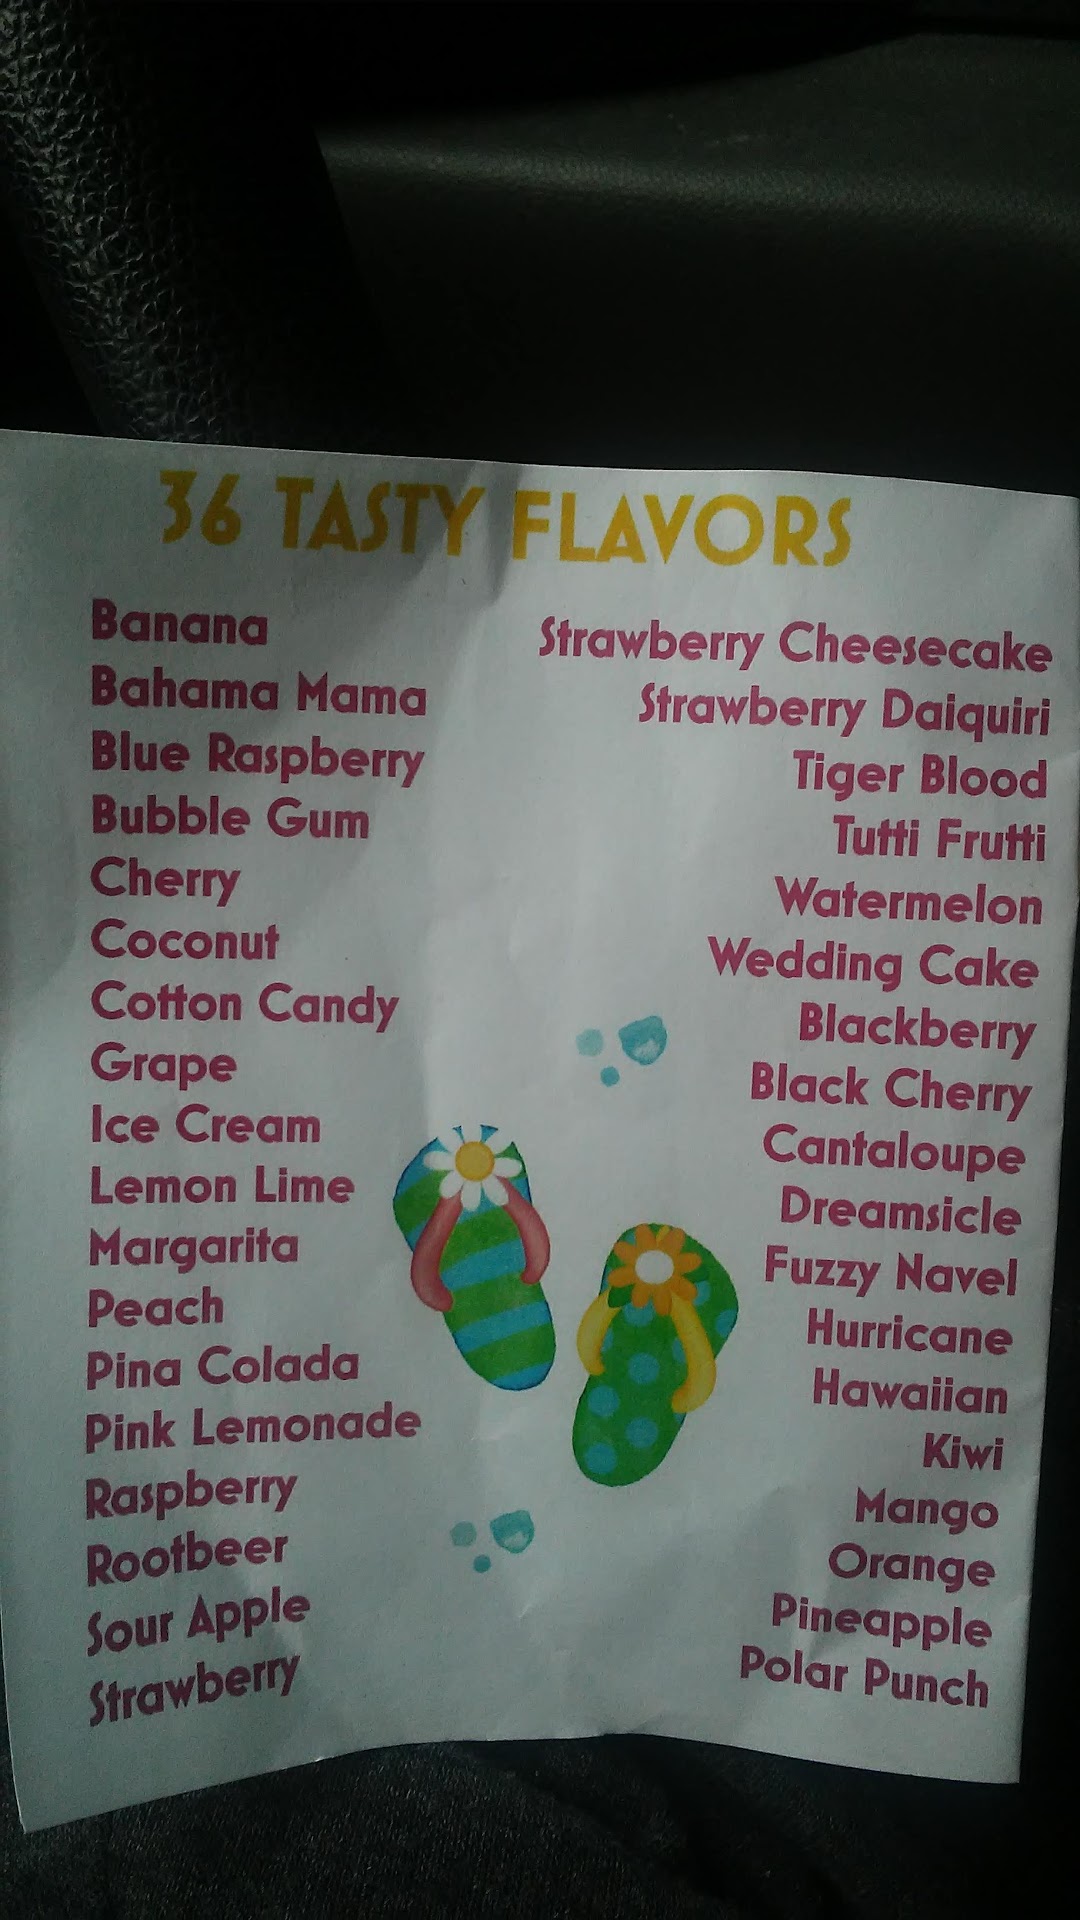 36 TASTY FLAVORS
Banana
Bahama Mama
Blue Raspberry
Bubble Gum
Cherry
Coconut
Cotton Candy
Grape
Ice Cream
Lemon Lime
Margarita
Peach
Pina Colada
Pink Lemonade
Raspberry
Rootbeer
Sour Apple
Strawberry
Strawberry Cheesecake
Strawberry Daiquiri
Tiger Blood
Tutti Frutti
Watermelon
Wedding Cake
Blackberry
Black Cherry
Cantaloupe
Dreamsicle
Fuzzy Navel
Hurricane
Hawaiian
Kiwi
Mango
Orange
Pineapple
Polar Punch